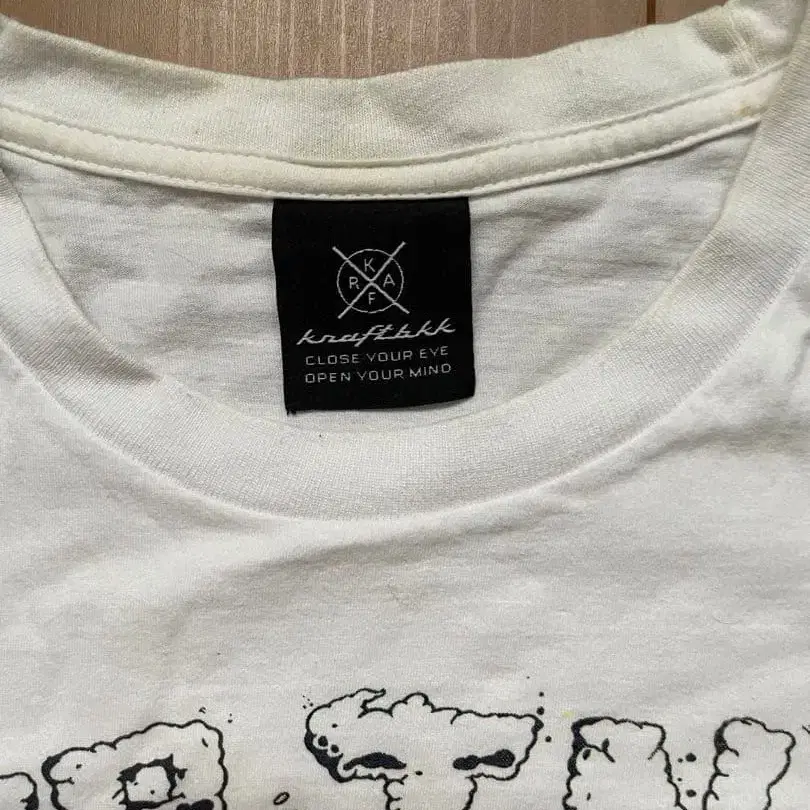 K
R A
F
kraftbkk
CLOSE YOUR EYE
OPEN YOUR MIND